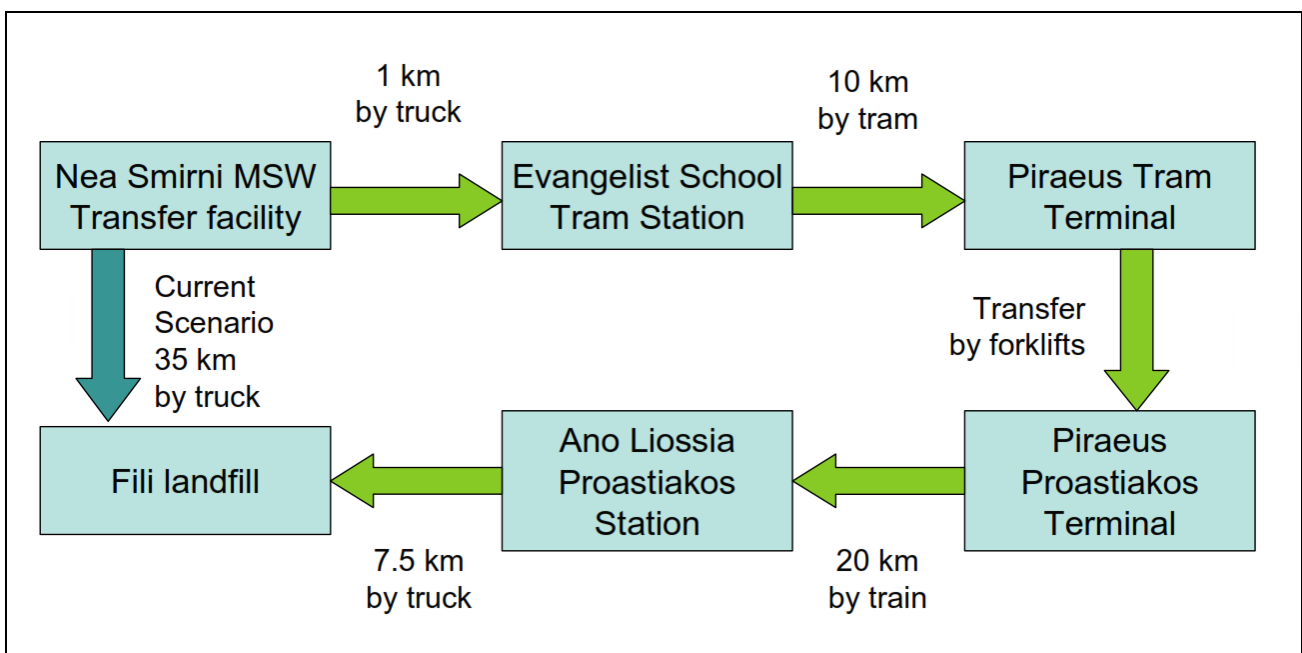 1 km
by truck
10 km
by tram
Nea Smirni MSW
Transfer facility
Evangelist School
Tram Station
Piraeus Tram
Terminal
Current
Scenario
35 km
by truck
Transfer
by forklifts
Fili landfill
Ano Liossia
Proastiakos
Station
Piraeus
Proastiakos
Terminal
7.5 km
by truck
20 km
by train